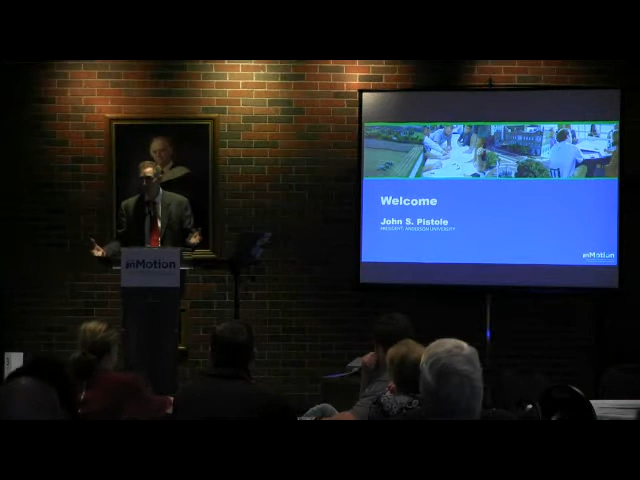 Welcome
John S. Pistole
PRESIDENT, ANDERSON UNIVERSITY
inMotion
inMotion